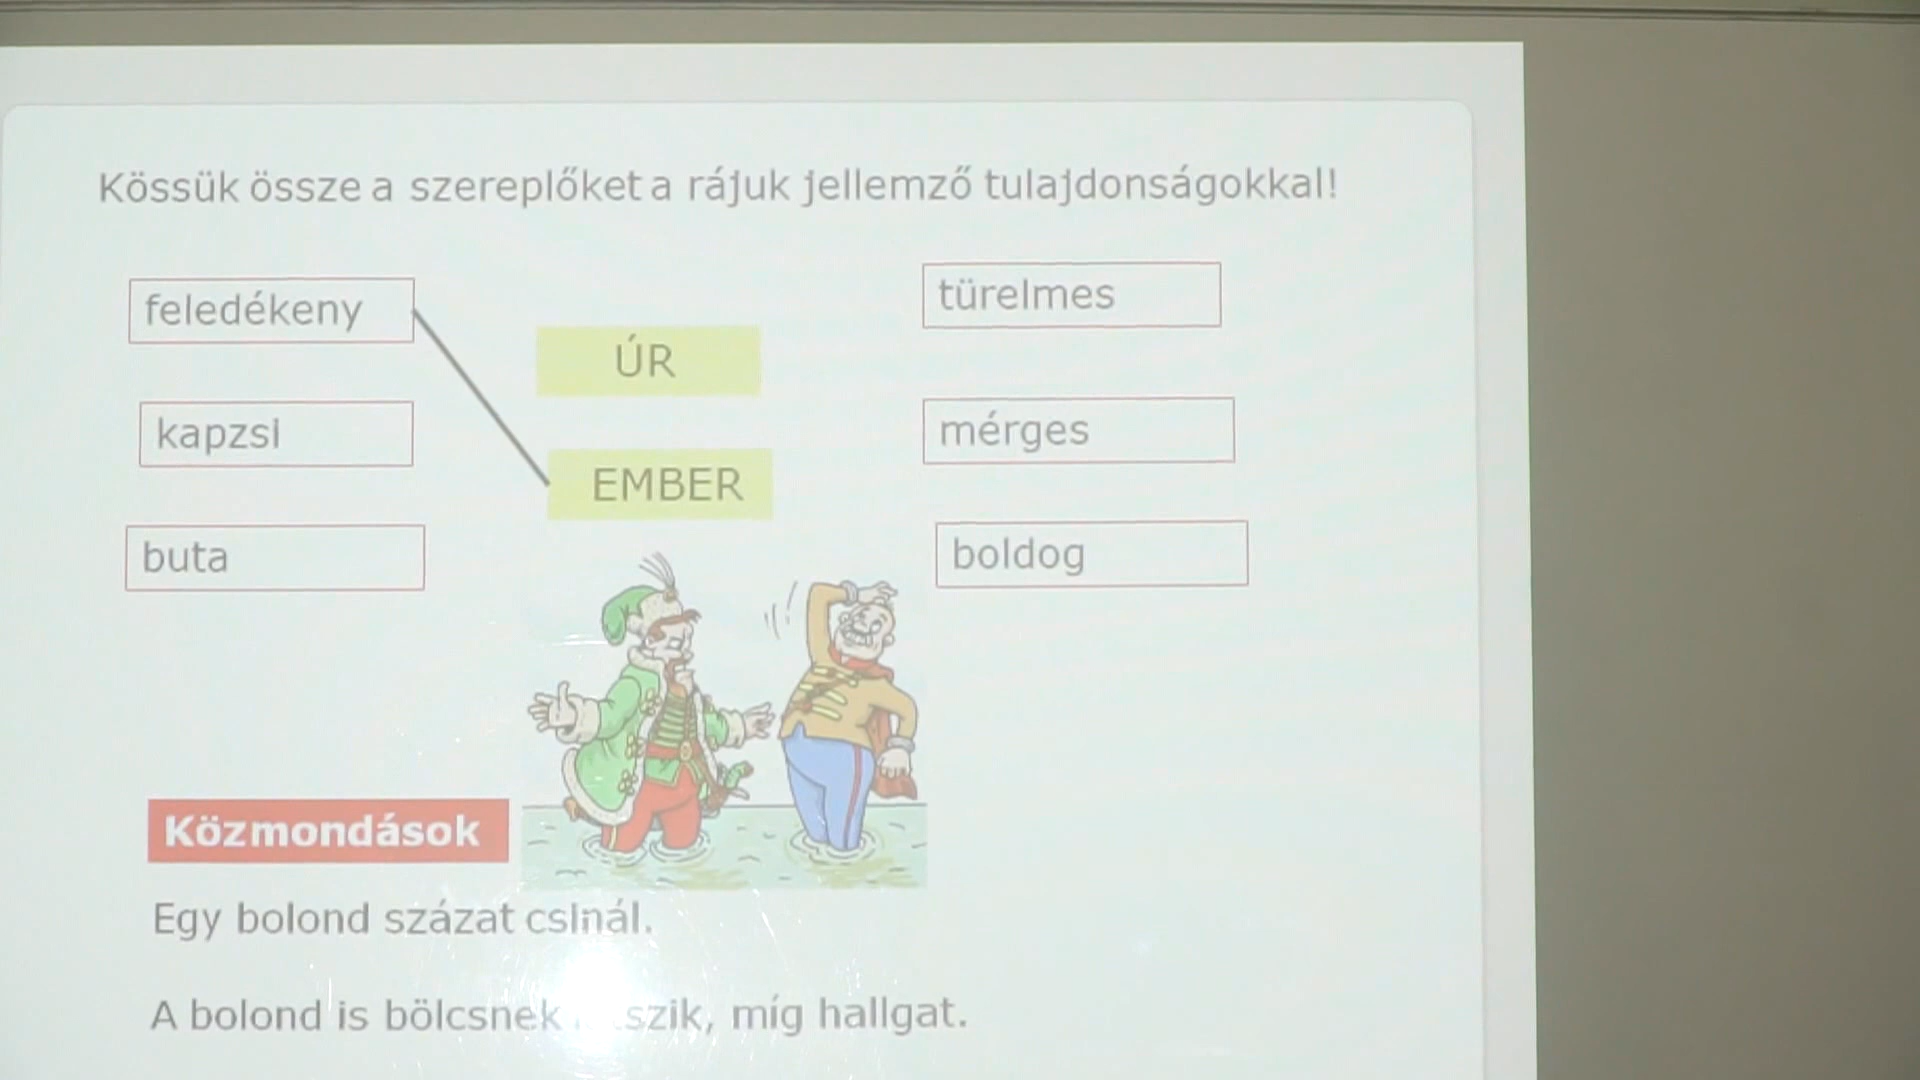 Kössük össze a szereplőket a rájuk jellemző tulajdonságokkal!
feledékeny
türelmes
ÚR
kapzsi
mérges
EMBER
buta
boldog
Közmondások
Egy bolond százat csinál.
A bolond is bölcsnek szik, míg hallgat.